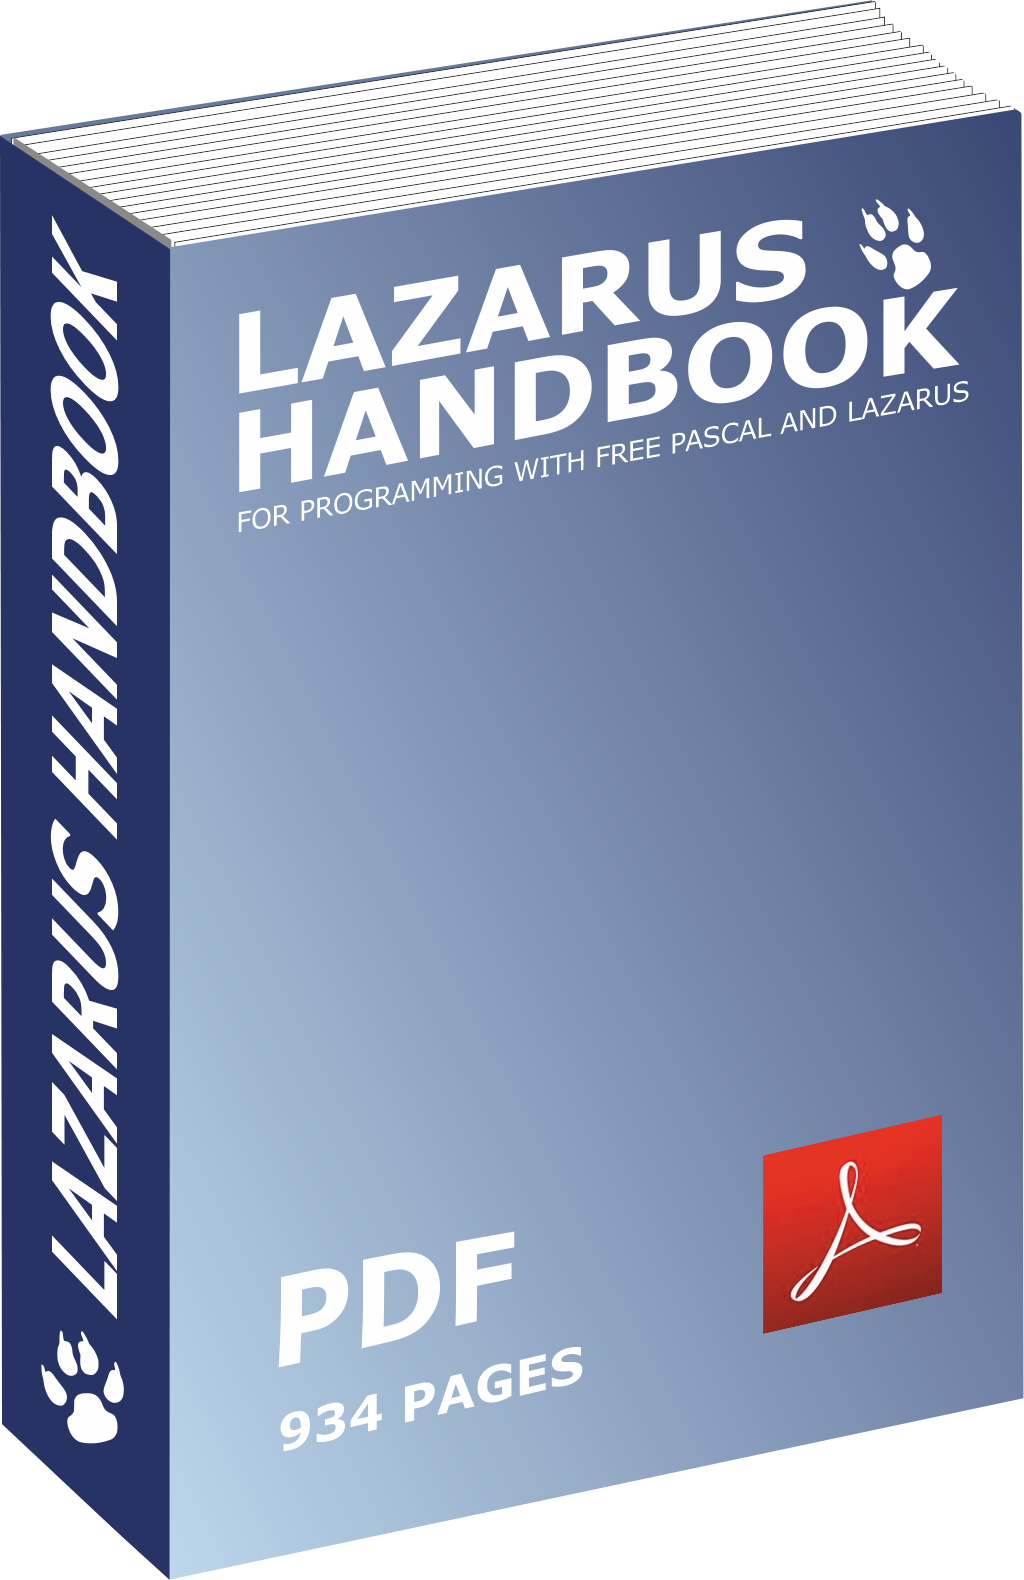 LAZARUS
HANDBOOK
FOR PROGRAMMING WITH FREE PASCAL AND LAZARUS
PDF
934 PAGES
LAZARUS HANDBOOK